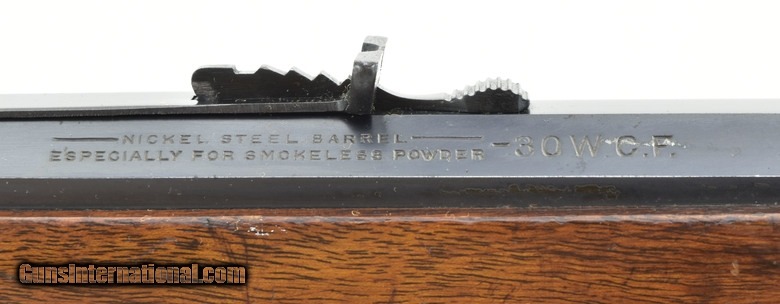 NICKEL STEEL BARREL
ESPECIALLY FOR SMOKELESS POWDER
-30 W.C.F.
GunsInternational.com